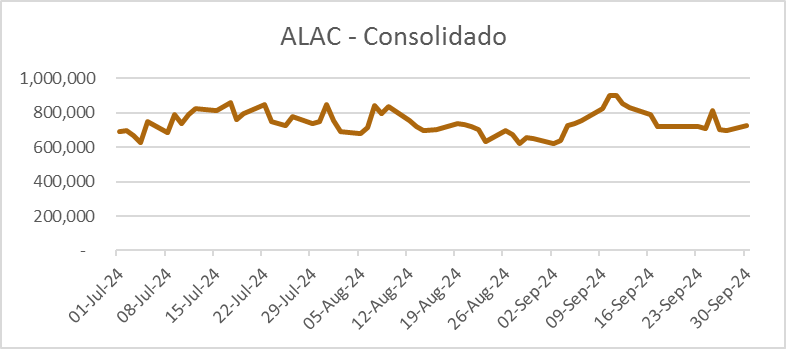 ALAC - Consolidado
1,000,000
800,000
600,000
400,000
200,000
-
01-Jul-24
08-Jul-24
15-Jul-24
22-Jul-24
29-Jul-24
05-Aug-24
12-Aug-24
19-Aug-24
26-Aug-24
02-Sep-24
09-Sep-24
16-Sep-24
23-Sep-24
30-Sep-24